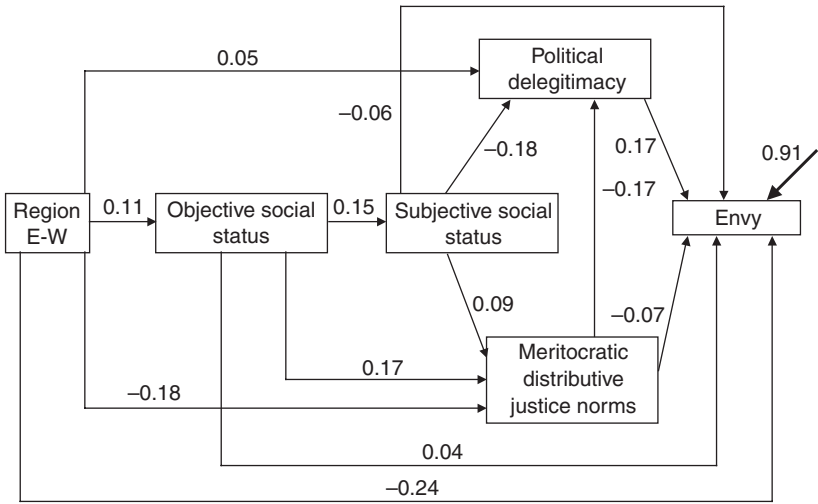 Political
delegitimacy
0.05
−0.06
−0.18
0.17
0.91
−0.17
Region
E-W
0.11
Objective social
status
0.15
Subjective social
status
Envy
0.09
−0.07
Meritocratic
distributive
justice norms
0.17
−0.18
0.04
−0.24